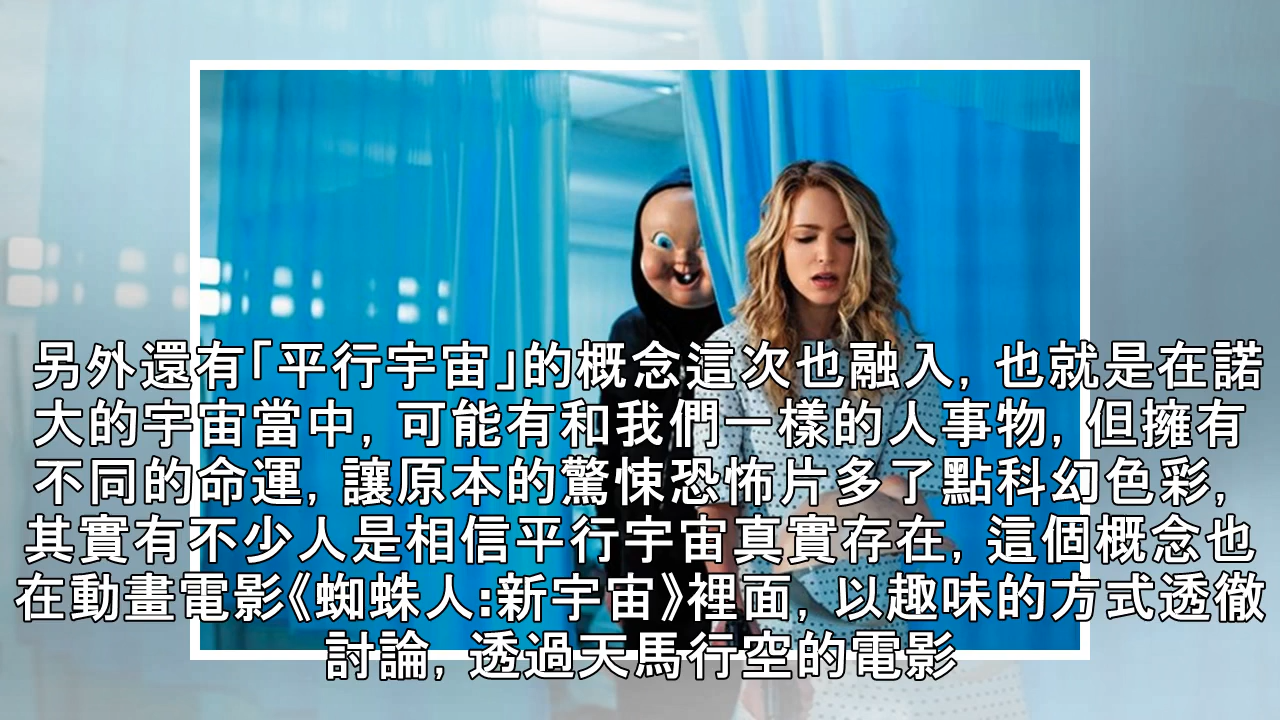 另外還有「平行宇宙」的概念這次也融入, 也就是在諾
大的宇宙當中, 可能有和我們一樣的人事物, 但擁有
不同的命運, 讓原本的驚悚恐怖片多了點科幻色彩,
其實有不少人是相信平行宇宙真實存在, 這個概念也
在動畫電影《蜘蛛人:新宇宙》裡面, 以趣味的方式透徹
討論, 透過天馬行空的電影